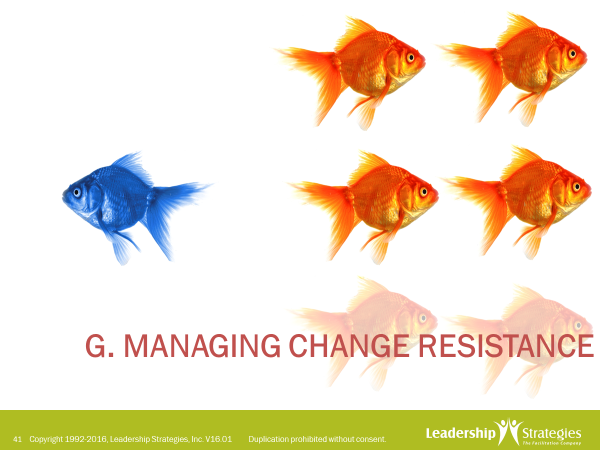 G. MANAGING CHANGE RESISTANCE
41 Copyright 1992-2016, Leadership Strategies, Inc. V16.01 Duplication prohibited without consent.
Leadership Strategies
The Facilitation Company